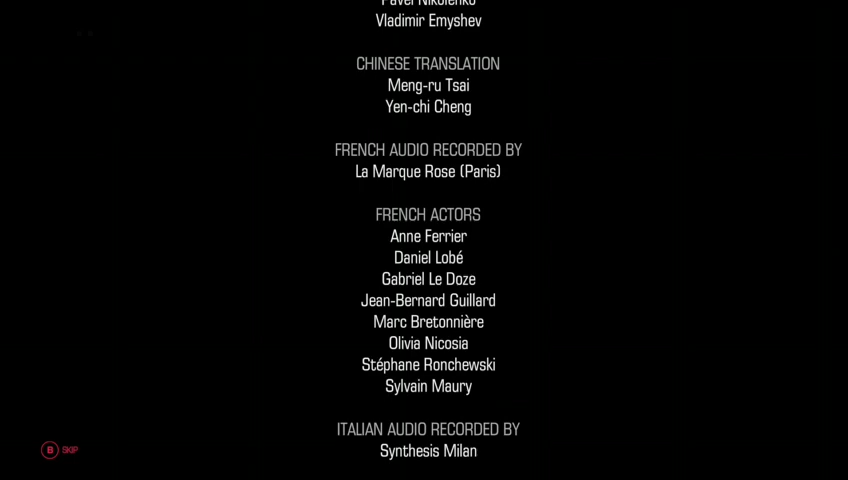 Pavel Nikolenko
Vladimir Emyshev
CHINESE TRANSLATION
Meng-ru Tsai
Yen-chi Cheng
FRENCH AUDIO RECORDED BY
La Marque Rose (Paris)
FRENCH ACTORS
Anne Ferrier
Daniel Lobé
Gabriel Le Doze
Jean-Bernard Guillard
Marc Bretonnière
Olivia Nicosia
Stéphane Ronchewski
Sylvain Maury
ITALIAN AUDIO RECORDED BY
Synthesis Milan
B SKIP